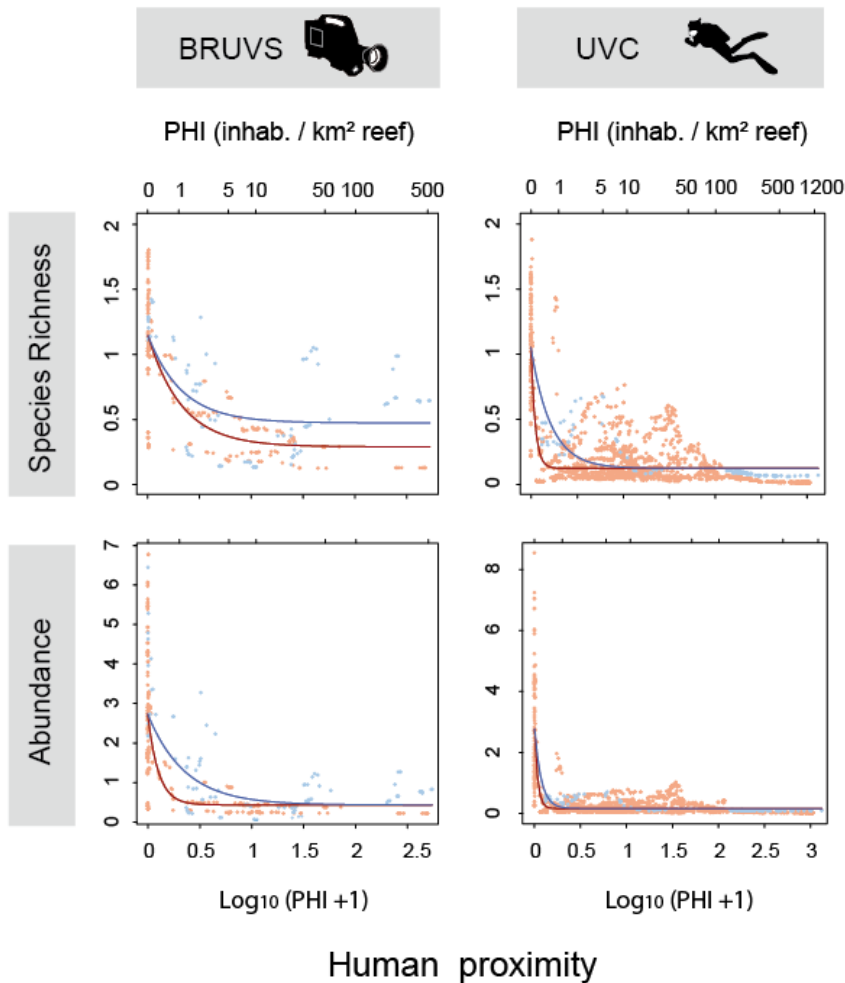 BRUVS
UVC
PHI (inhab. / km² reef)
PHI (inhab. / km² reef)
0 1 5 10 50 100 500
0 1 5 10 50 100 500 1200
Species Richness
2
1.5
1
0.5
0
2
1.5
1
0.5
0
Abundance
7
6
5
4
3
2
1
0
8
6
4
2
0
0 0.5 1 1.5 2 2.5
0 0.5 1 1.5 2 2.5 3
Log10 (PHI +1)
Log10 (PHI +1)
Human proximity